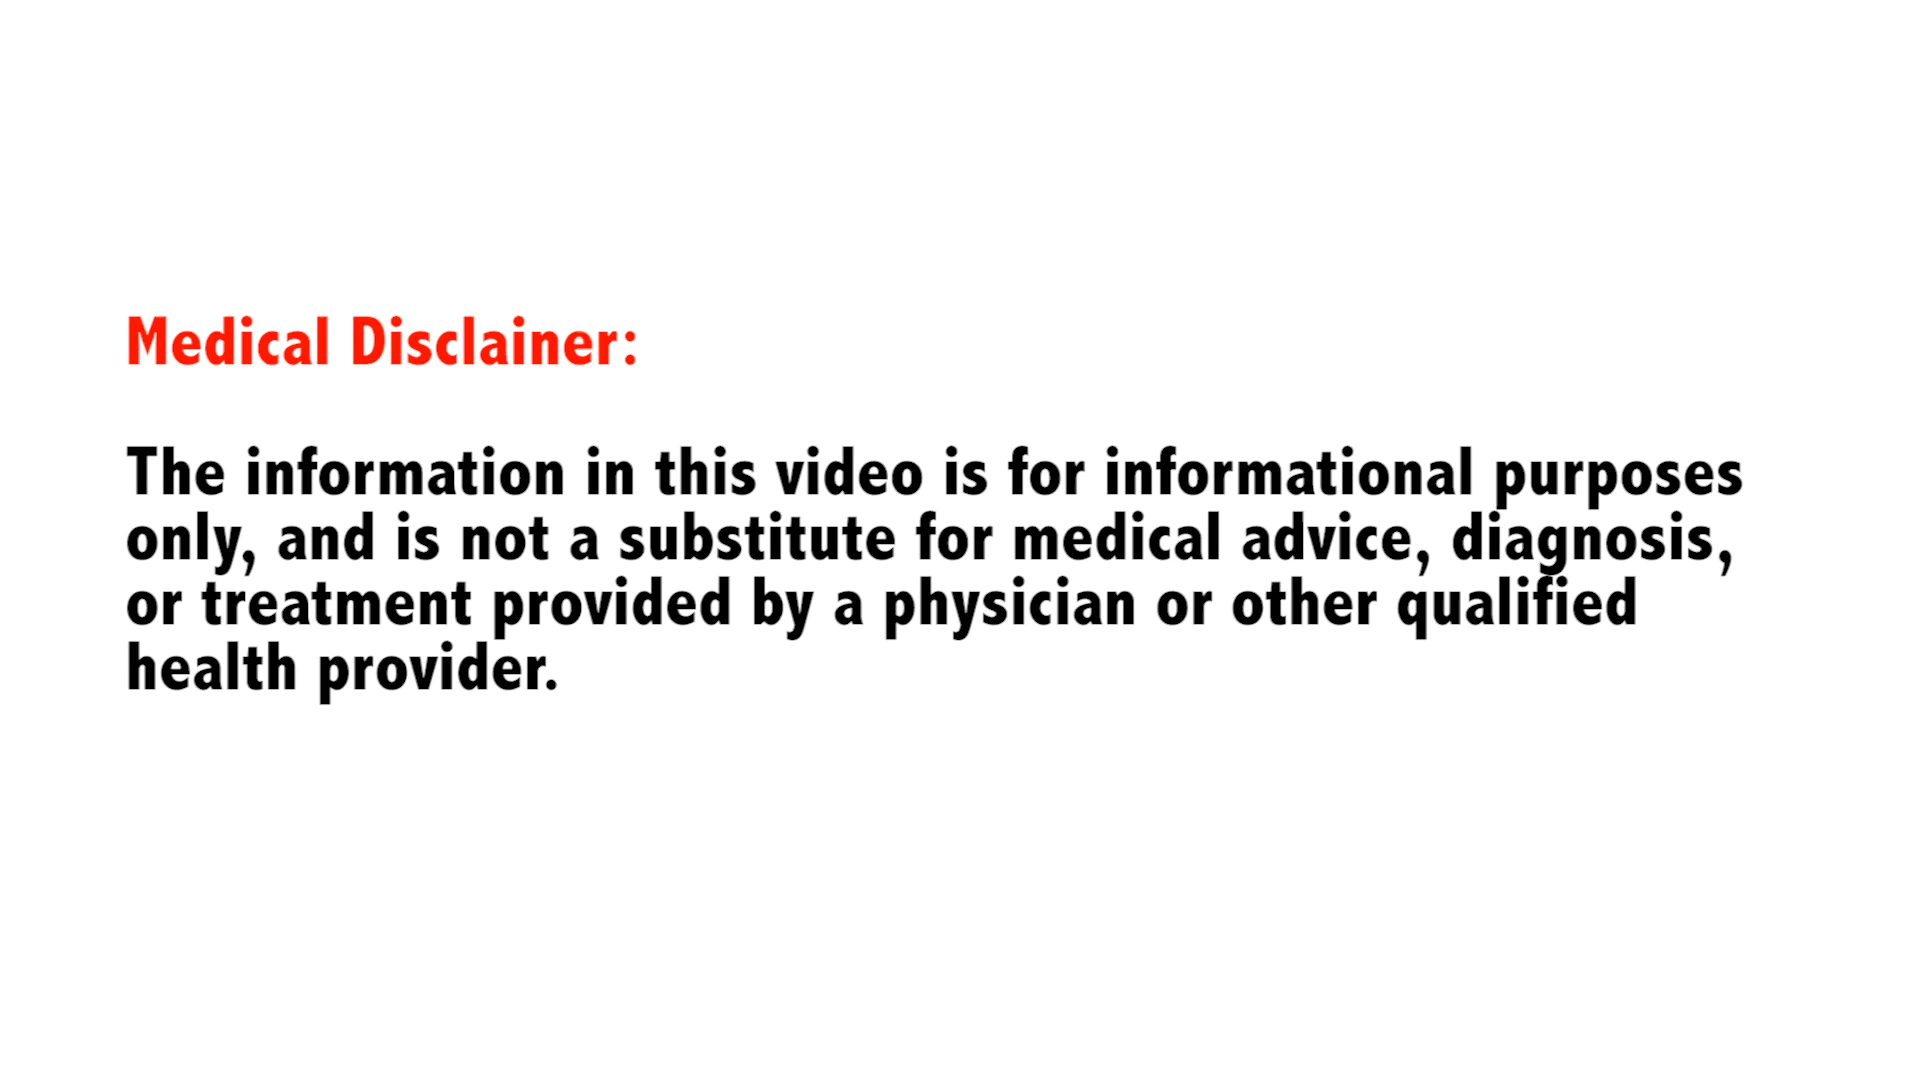 Medical Disclainer:
The information in this video is for informational purposes
only, and is not a substitute for medical advice, diagnosis,
or treatment provided by a physician or other qualified
health provider.